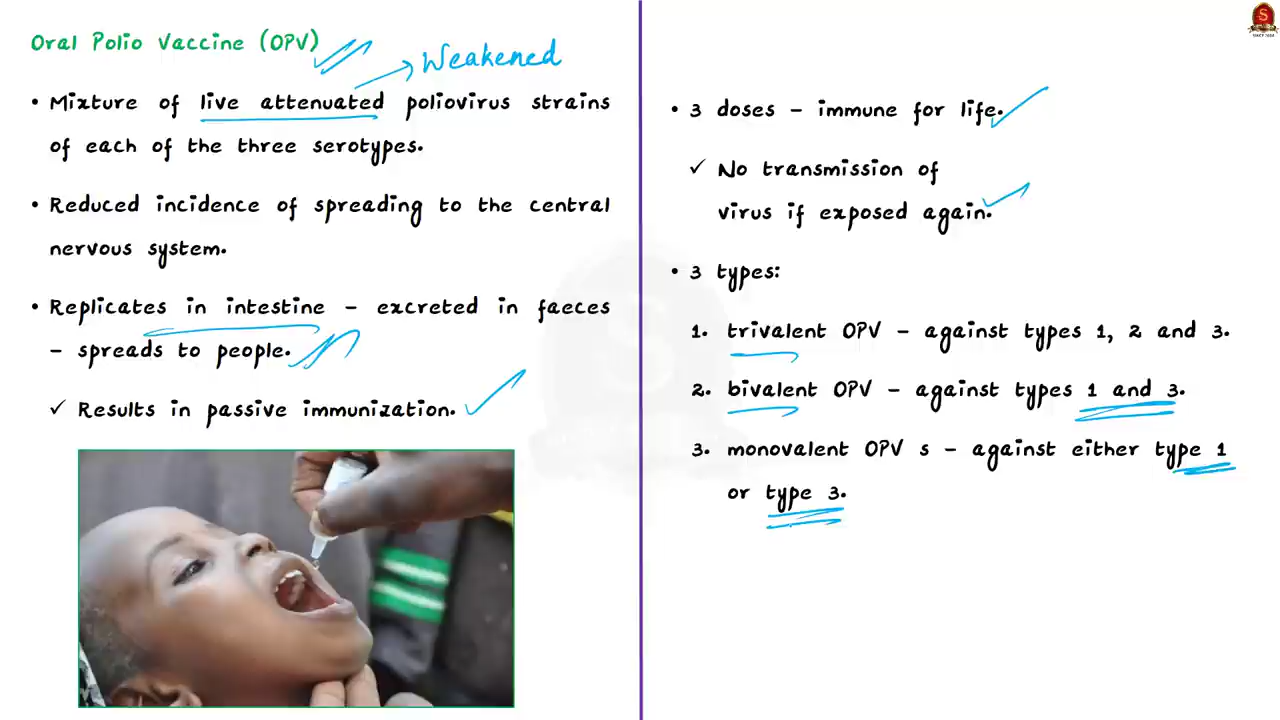 Oral Polio Vaccine (OPV)
Weakened
• Mixture of live attenuated poliovirus strains
of each of the three serotypes.
• Reduced incidence of spreading to the central
nervous system.
• Replicates in intestine – excreted in faeces
– spreads to people.
✓ Results in passive immunization.
• 3 doses – immune for life.
✓ No transmission of
virus if exposed again.
• 3 types:
1. trivalent OPV – against types 1, 2 and 3.
2. bivalent OPV – against types 1 and 3.
3. monovalent OPV s – against either type 1
or type 3.
S